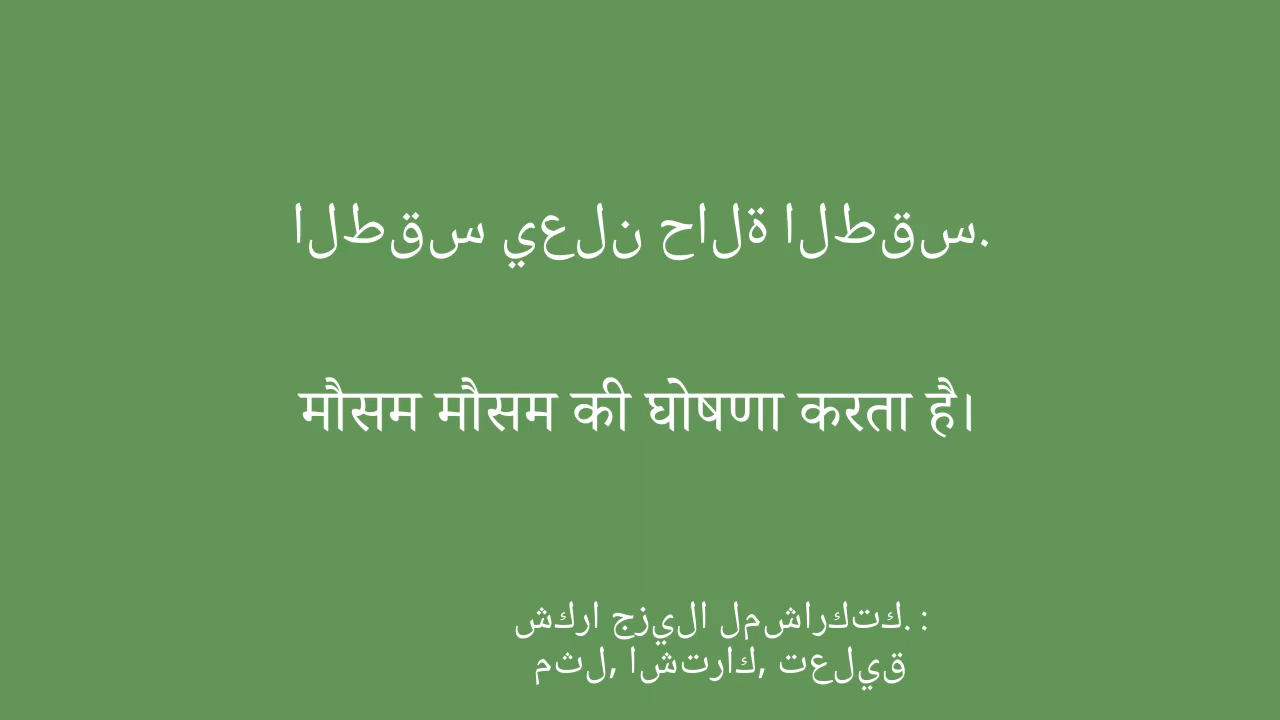 الطقس يعلن حالة الطقس.
मौसम मौसम की घोषणा करता है।
شكرا جزيلا لمشاركتك. :
مثل, اشتراك, تعليق